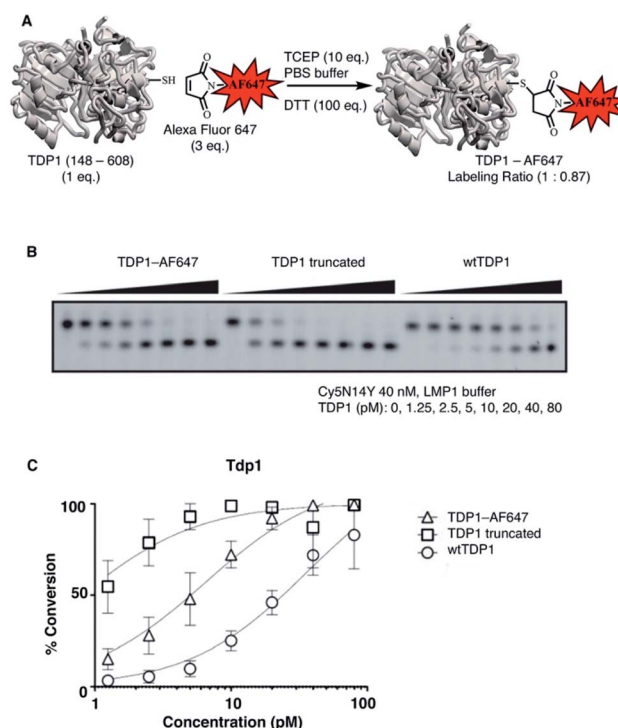 A
SH
O
N
O
AF647
TCEP (10 eq.)
PBS buffer
DTT (100 eq.)
S
O
N
O
AF647
Alexa Fluor 647
(3 eq.)
TDP1 (148 – 608)
(1 eq.)
TDP1 – AF647
Labeling Ratio (1 : 0.87)
B
TDP1–AF647 TDP1 truncated wtTDP1
Cy5N14Y 40 nM, LMP1 buffer
TDP1 (pM): 0, 1.25, 2.5, 5, 10, 20, 40, 80
C
Tdp1
% Conversion
100
50
0
1 10 100
Concentration (pM)
TDP1–AF647
TDP1 truncated
wtTDP1